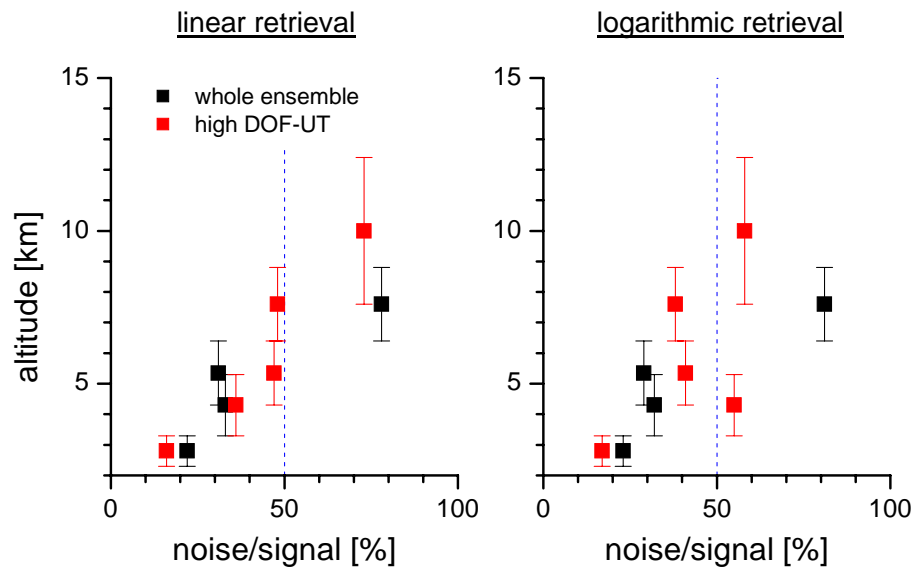 linear retrieval
logarithmic retrieval
15
10
5
altitude [km]
whole ensemble
high DOF-UT
0
50
100
noise/signal [%]
15
10
5
0
50
100
noise/signal [%]